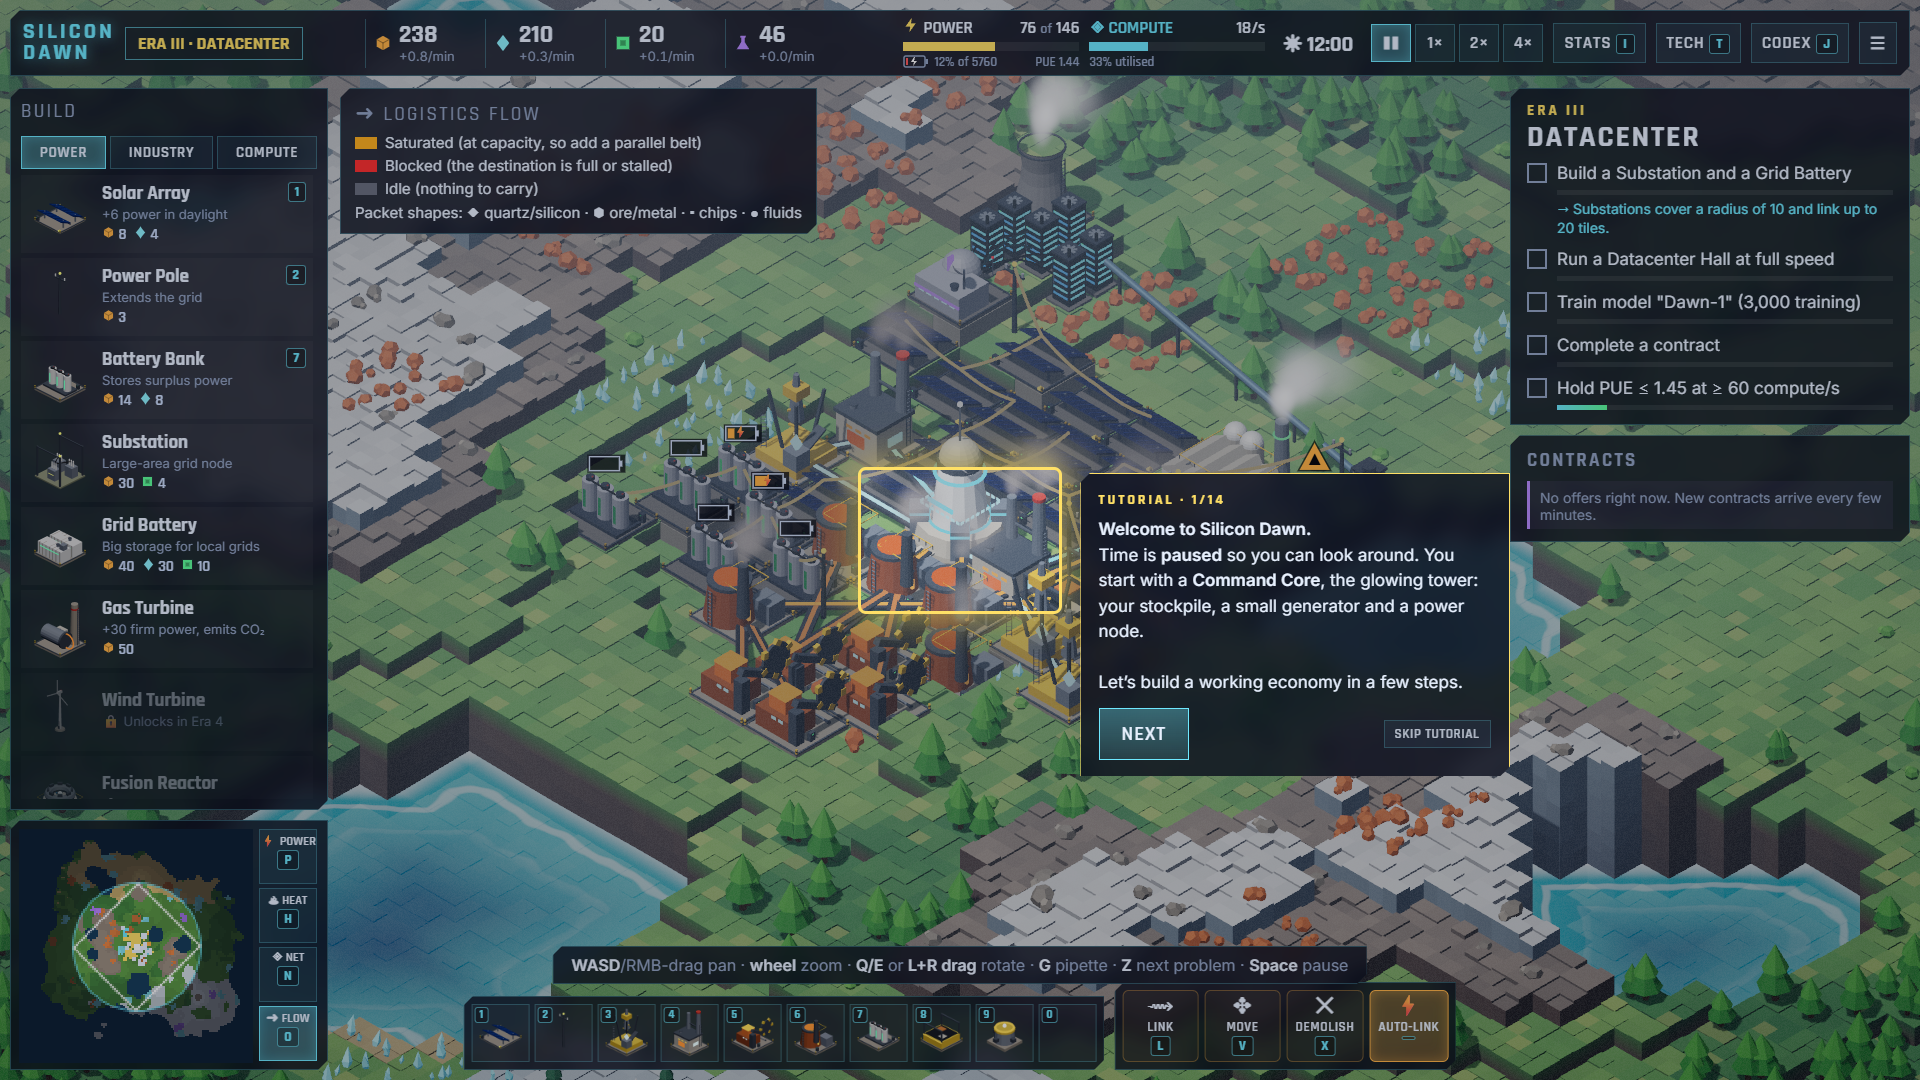 SILICON
DAWN
ERA III · DATACENTER
238
+0.8/min
210
+0.3/min
20
+0.1/min
46
+0.0/min
POWER
76 of 146
12% of 5760
PUE 1.44
COMPUTE
18/s
33% utilised
12:00
1×
2×
4×
STATS I
TECH T
CODEX J
BUILD
POWER
INDUSTRY
COMPUTE
Solar Array
1
+6 power in daylight
8 4
Power Pole
2
Extends the grid
3
Battery Bank
7
Stores surplus power
14 8
Substation
Large-area grid node
30 4
Grid Battery
Big storage for local grids
40 30 10
Gas Turbine
+30 firm power, emits CO₂
50
Wind Turbine
Unlocks in Era 4
Fusion Reactor
→ LOGISTICS FLOW
Saturated (at capacity, so add a parallel belt)
Blocked (the destination is full or stalled)
Idle (nothing to carry)
Packet shapes: ◆ quartz/silicon · ⬢ ore/metal · ▪ chips · ● fluids
ERA III
DATACENTER
Build a Substation and a Grid Battery
→ Substations cover a radius of 10 and link up to
20 tiles.
Run a Datacenter Hall at full speed
Train model "Dawn-1" (3,000 training)
Complete a contract
Hold PUE ≤ 1.45 at ≥ 60 compute/s
CONTRACTS
No offers right now. New contracts arrive every few
minutes.
TUTORIAL · 1/14
Welcome to Silicon Dawn.
Time is paused so you can look around. You
start with a Command Core, the glowing tower:
your stockpile, a small generator and a power
node.
Let's build a working economy in a few steps.
NEXT
SKIP TUTORIAL
POWER
P
HEAT
H
NET
N
→ FLOW
O
WASD/RMB-drag pan · wheel zoom · Q/E or L+R drag rotate · G pipette · Z next problem · Space pause
1
2
3
4
5
6
7
8
9
0
LINK
L
MOVE
V
DEMOLISH
X
AUTO-LINK